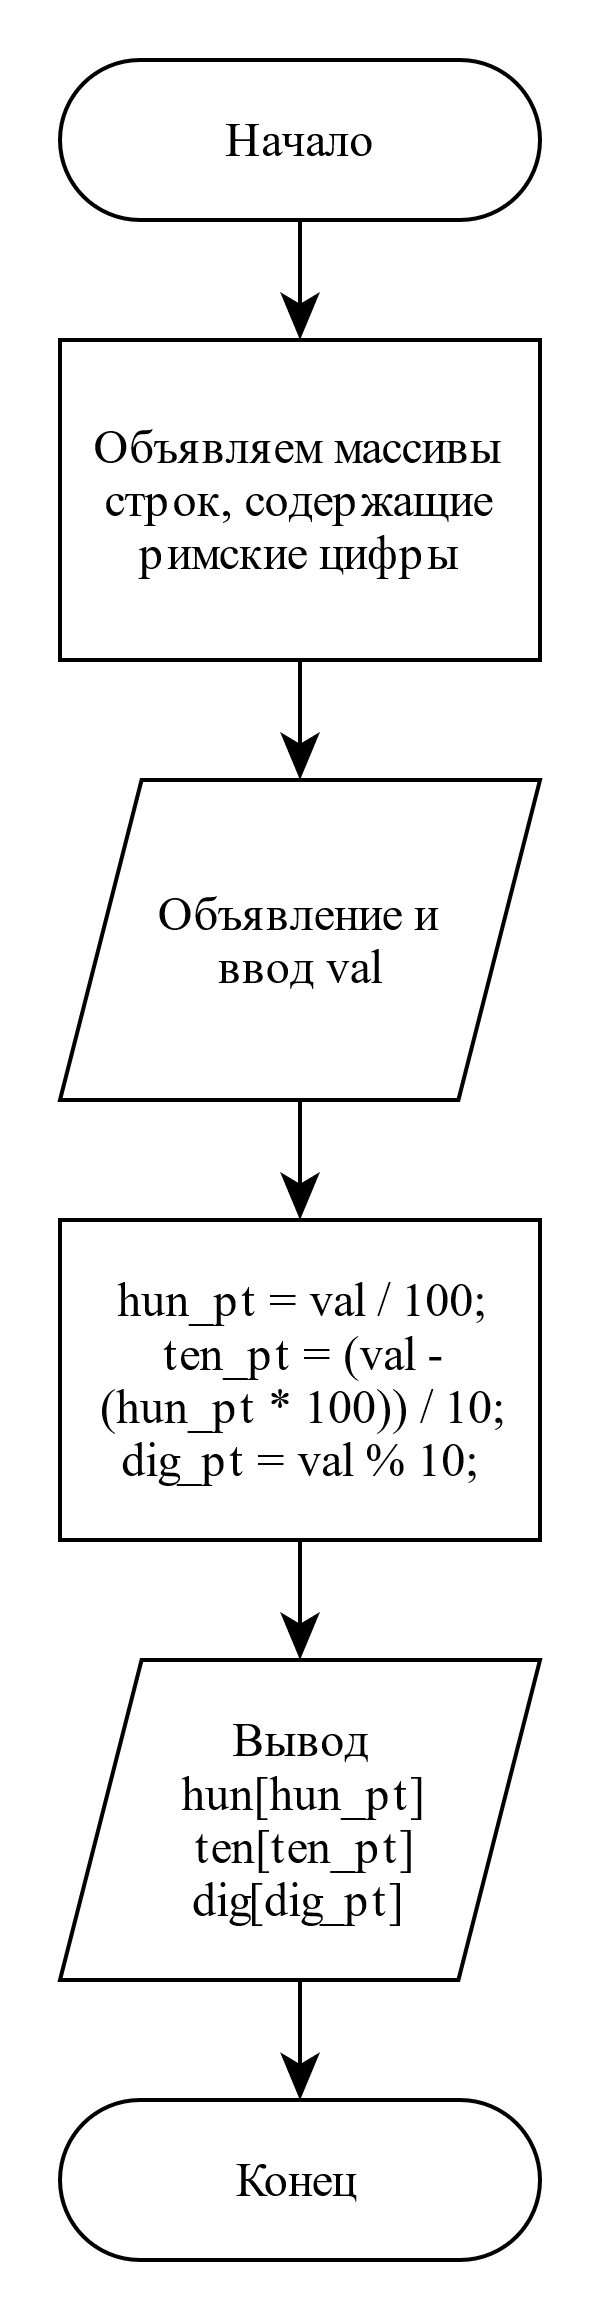 Начало
Объявляем массивы
строк, содержащие
римские цифры
Объявление и
ввод val
hun_pt = val / 100;
ten_pt = (val -
(hun_pt * 100)) / 10;
dig_pt = val % 10;
Вывод
hun[hun_pt]
ten[ten_pt]
dig[dig_pt]
Конец